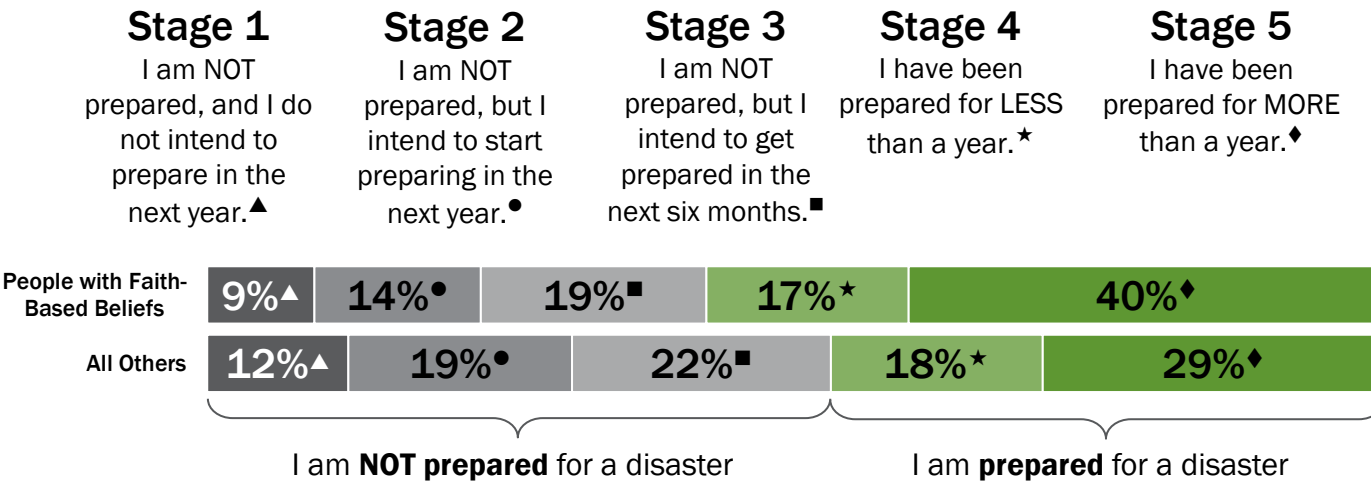 Stage 1
I am NOT
prepared, and I do
not intend to
prepare in the
next year.▲
Stage 2
I am NOT
prepared, but I
intend to start
preparing in the
next year.●
Stage 3
I am NOT
prepared, but I
intend to get
prepared in the
next six months.■
Stage 4
I have been
prepared for LESS
than a year.★
Stage 5
I have been
prepared for MORE
than a year.♦
People with Faith-
Based Beliefs
9%▲ 14%● 19%■ 17%★ 40%♦
All Others
12%▲ 19%● 22%■ 18%★ 29%♦
I am NOT prepared for a disaster
I am prepared for a disaster